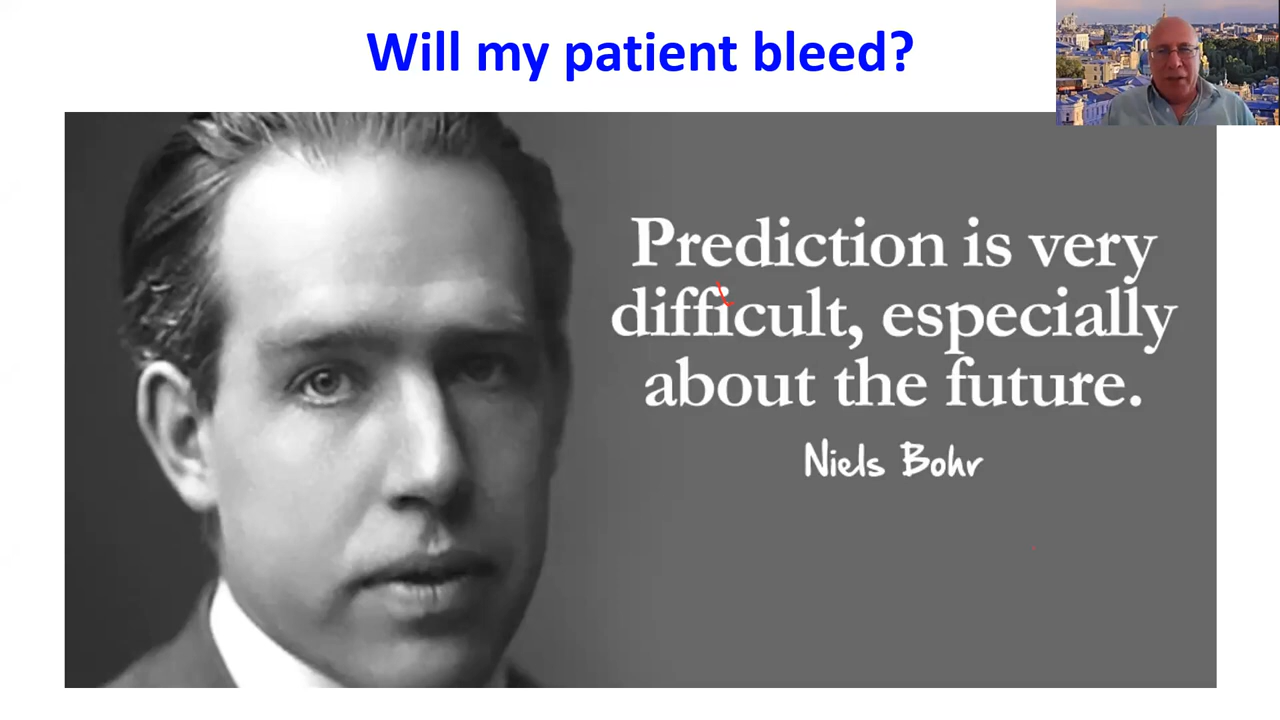 Will my patient bleed?
Prediction is very
difficult, especially
about the future.
Niels Bohr